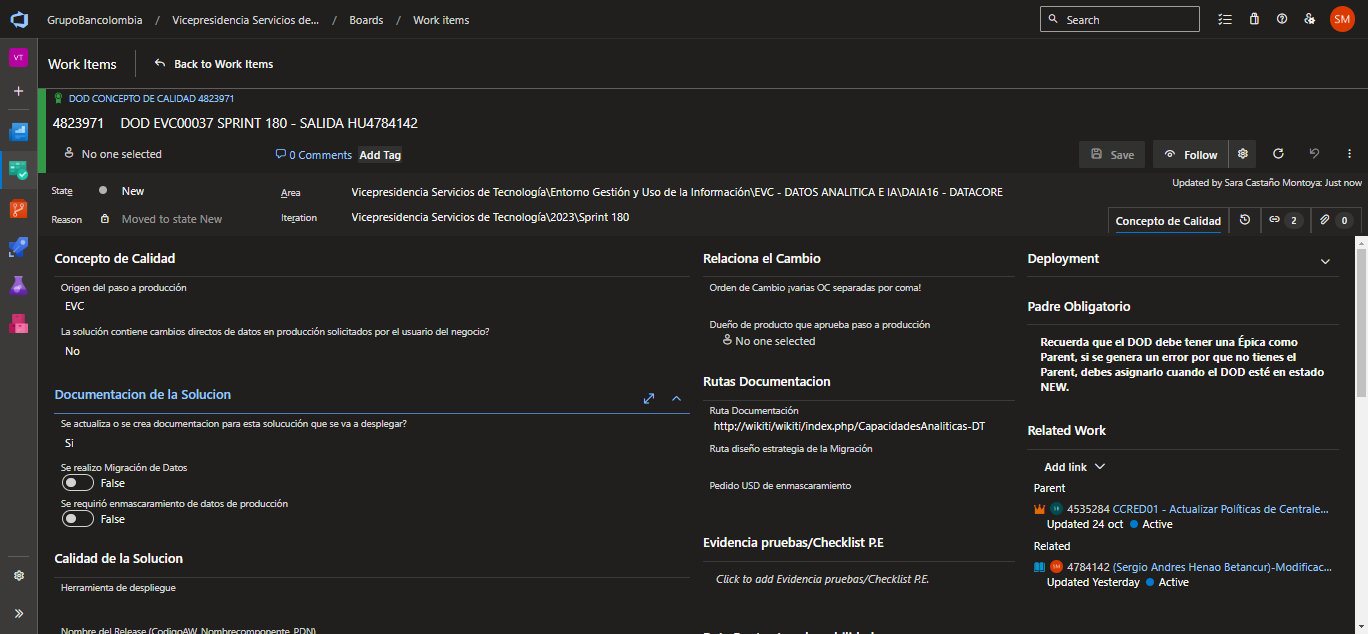 GrupoBancolombia / Vicepresidencia Servicios de... / Boards / Work items
Search
SM
VT
Work Items
Back to Work Items
DOD CONCEPTO DE CALIDAD 4823971
4823971 DOD EVC00037 SPRINT 180 - SALIDA HU4784142
No one selected
0 Comments
Add Tag
Save
Follow
State
New
Area
Vicepresidencia Servicios de Tecnología\Entorno Gestión y Uso de la Información\EVC - DATOS ANALITICA E IA\DAIA16 - DATACORE
Updated by Sara Castaño Montoya: Just now
Reason
Moved to state New
Iteration
Vicepresidencia Servicios de Tecnología\2023\Sprint 180
Concepto de Calidad
2
0
Concepto de Calidad
Origen del paso a producción
EVC
La solución contiene cambios directos de datos en producción solicitados por el usuario del negocio?
No
Documentacion de la Solucion
Se actualiza o se crea documentacion para esta solucución que se va a desplegar?
Si
Se realizo Migración de Datos
False
Se requirió enmascaramiento de datos de producción
False
Calidad de la Solucion
Herramienta de despliegue
Nombre del Release (CodigoAW_Nombrecomponente_PDN)
Relaciona el Cambio
Orden de Cambio ¡varias OC separadas por coma!
Dueño de producto que aprueba paso a producción
No one selected
Rutas Documentacion
Ruta Documentación
http://wikiti/wikiti/index.php/CapacidadesAnaliticas-DT
Ruta diseño estrategia de la Migración
Pedido USD de enmascaramiento
Evidencia pruebas/Checklist P.E
Click to add Evidencia pruebas/Checklist P.E.
Deployment
Padre Obligatorio
Recuerda que el DOD debe tener una Épica como
Parent, si se genera un error por que no tienes el
Parent, debes asignarlo cuando el DOD esté en estado
NEW.
Related Work
Add link
Parent
4535284 CCRED01 - Actualizar Políticas de Centrale...
Updated 24 oct Active
Related
SM
4784142 (Sergio Andres Henao Betancur)-Modificac...
Updated Yesterday Active